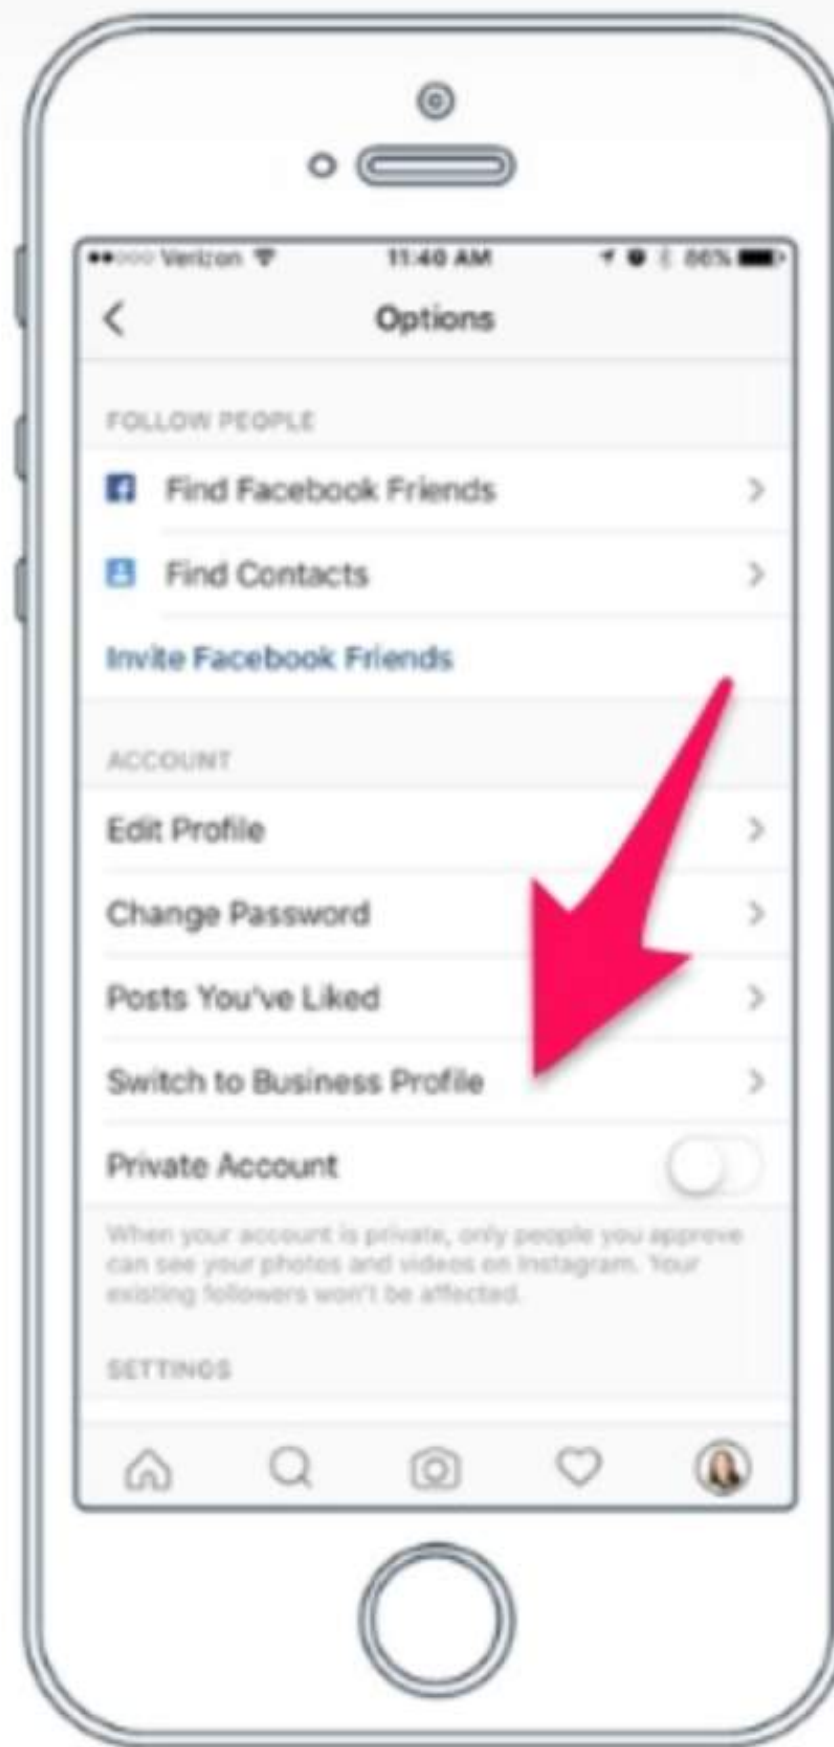 Verizon 11:40 AM 86%
Options
FOLLOW PEOPLE
Find Facebook Friends
Find Contacts
Invite Facebook Friends
ACCOUNT
Edit Profile
Change Password
Posts You've Liked
Switch to Business Profile
Private Account
When your account is private, only people you approve
can see your photos and videos on Instagram. Your
existing followers won't be affected.
SETTINGS